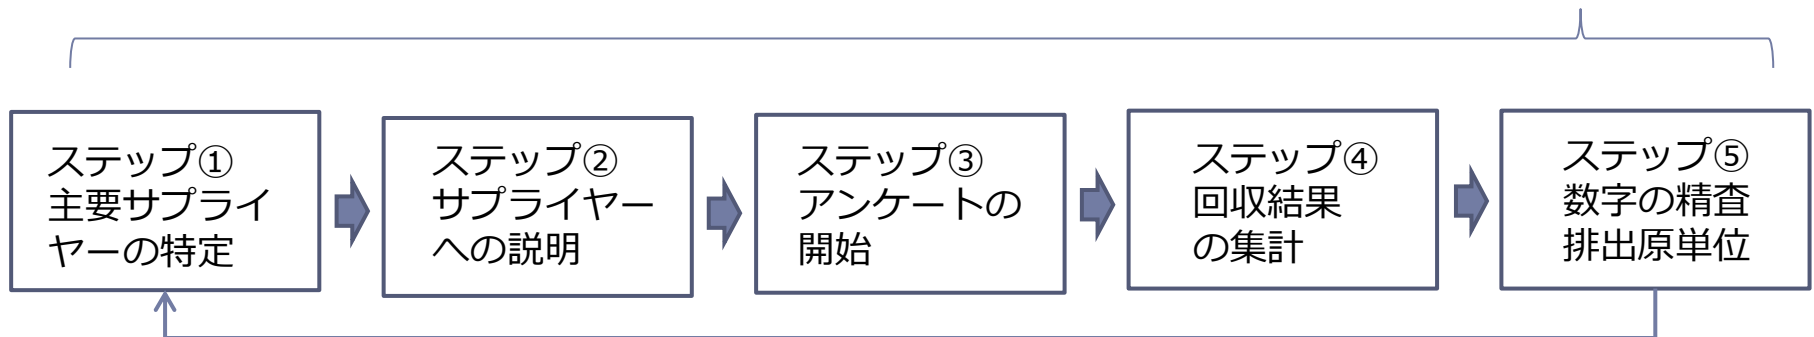 ステップ①
主要サプライ
ヤーの特定
ステップ②
サプライヤー
への説明
ステップ③
アンケートの
開始
ステップ④
回収結果
の集計
ステップ⑤
数字の精査
排出原単位